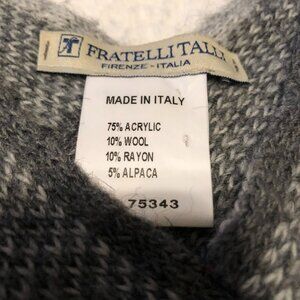 FRATELLI TALLI
FIRENZE - ITALIA
MADE IN ITALY
75% ACRYLIC
10% WOOL
10% RAYON
5% ALPACA
75343